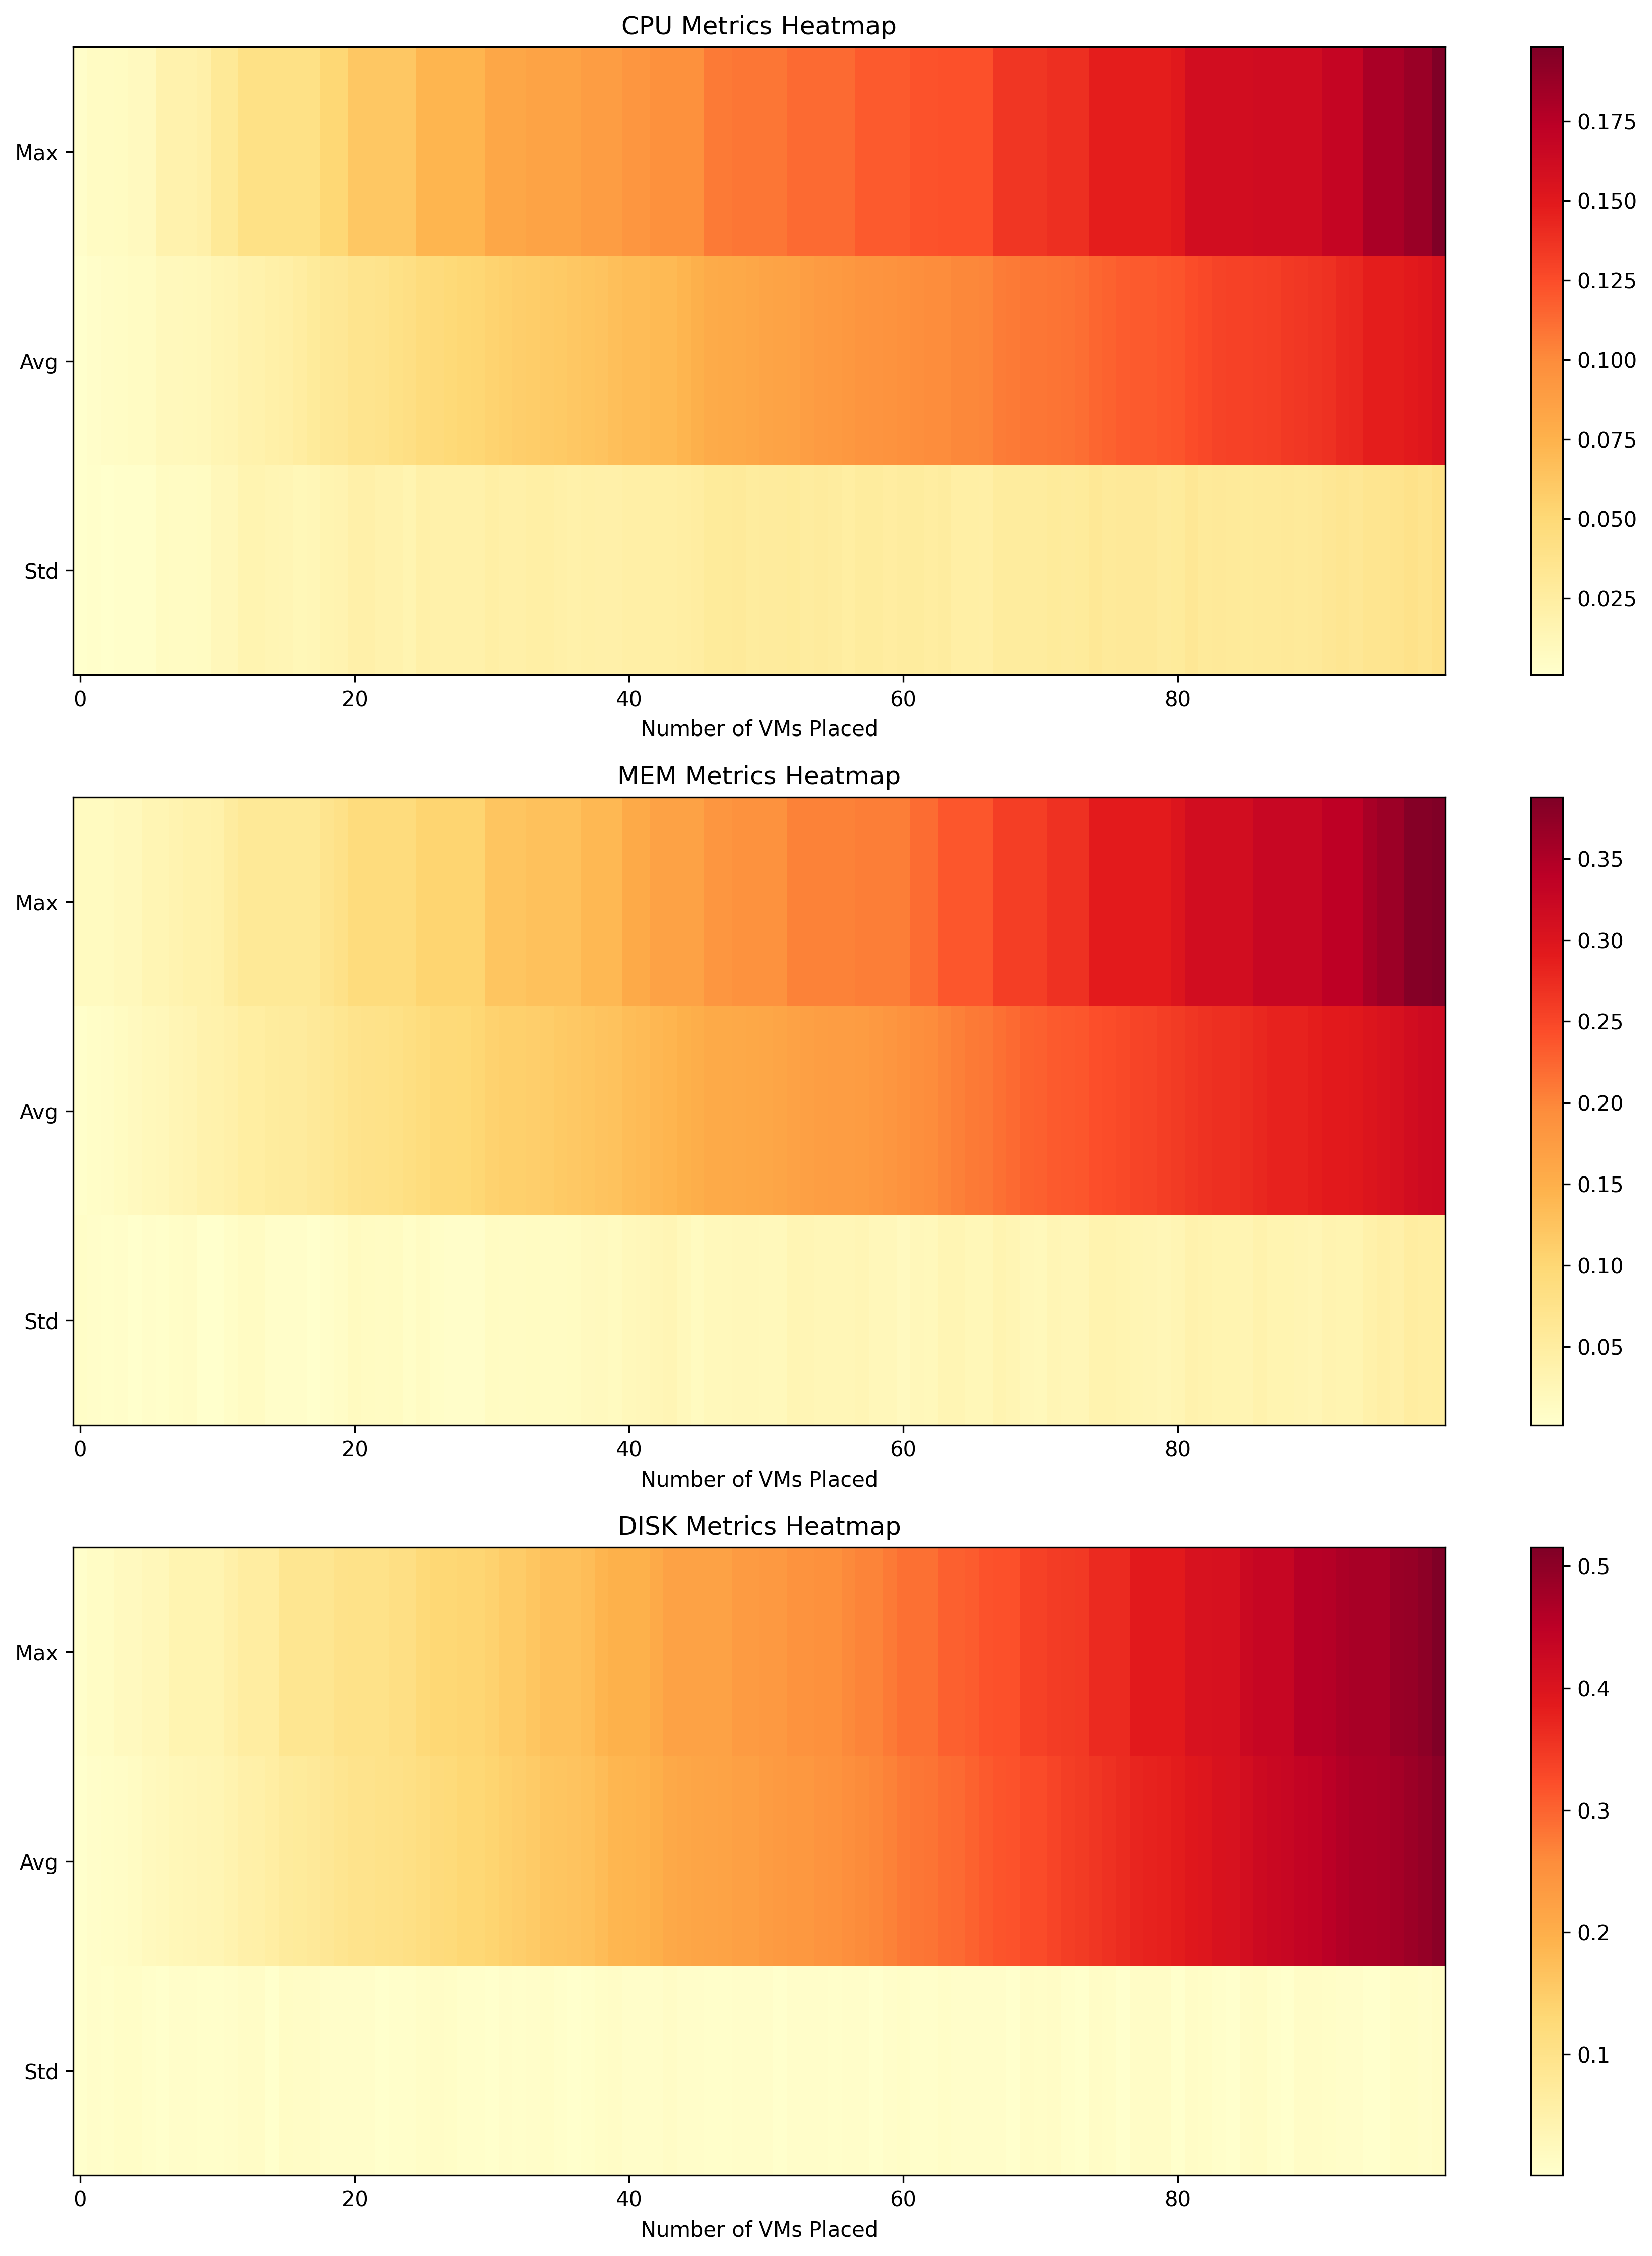 CPU Metrics Heatmap
Max
Avg
Std
0 20 40 60 80
Number of VMs Placed
0.175
0.150
0.125
0.100
0.075
0.050
0.025
MEM Metrics Heatmap
Max
Avg
Std
0 20 40 60 80
Number of VMs Placed
0.35
0.30
0.25
0.20
0.15
0.10
0.05
DISK Metrics Heatmap
Max
Avg
Std
0 20 40 60 80
Number of VMs Placed
0.5
0.4
0.3
0.2
0.1